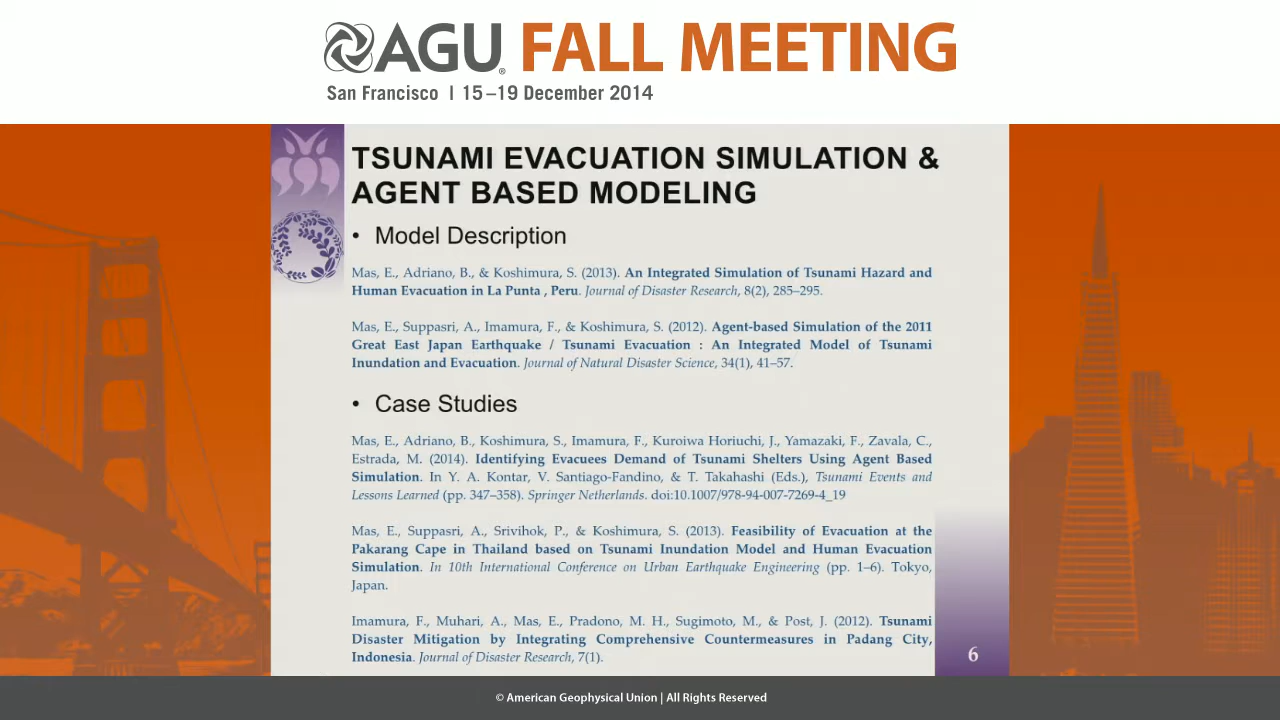 AGU® FALL MEETING
San Francisco | 15–19 December 2014
TSUNAMI EVACUATION SIMULATION &
AGENT BASED MODELING
• Model Description
Mas, E., Adriano, B., & Koshimura, S. (2013). An Integrated Simulation of Tsunami Hazard and
Human Evacuation in La Punta , Peru. Journal of Disaster Research, 8(2), 285–295.
Mas, E., Suppasri, A., Imamura, F., & Koshimura, S. (2012). Agent-based Simulation of the 2011
Great East Japan Earthquake / Tsunami Evacuation : An Integrated Model of Tsunami
Inundation and Evacuation. Journal of Natural Disaster Science, 34(1), 41–57.
• Case Studies
Mas, E., Adriano, B., Koshimura, S., Imamura, F., Kuroiwa Horiuchi, J., Yamazaki, F., Zavala, C.,
Estrada, M. (2014). Identifying Evacuees Demand of Tsunami Shelters Using Agent Based
Simulation. In Y. A. Kontar, V. Santiago-Fandino, & T. Takahashi (Eds.), Tsunami Events and
Lessons Learned (pp. 347–358). Springer Netherlands. doi:10.1007/978-94-007-7269-4_19
Mas, E., Suppasri, A., Srivihok, P., & Koshimura, S. (2013). Feasibility of Evacuation at the
Pakarang Cape in Thailand based on Tsunami Inundation Model and Human Evacuation
Simulation. In 10th International Conference on Urban Earthquake Engineering (pp. 1–6). Tokyo,
Japan.
Imamura, F., Muhari, A., Mas, E., Pradono, M. H., Sugimoto, M., & Post, J. (2012). Tsunami
Disaster Mitigation by Integrating Comprehensive Countermeasures in Padang City,
Indonesia. Journal of Disaster Research, 7(1).
6
© American Geophysical Union | All Rights Reserved